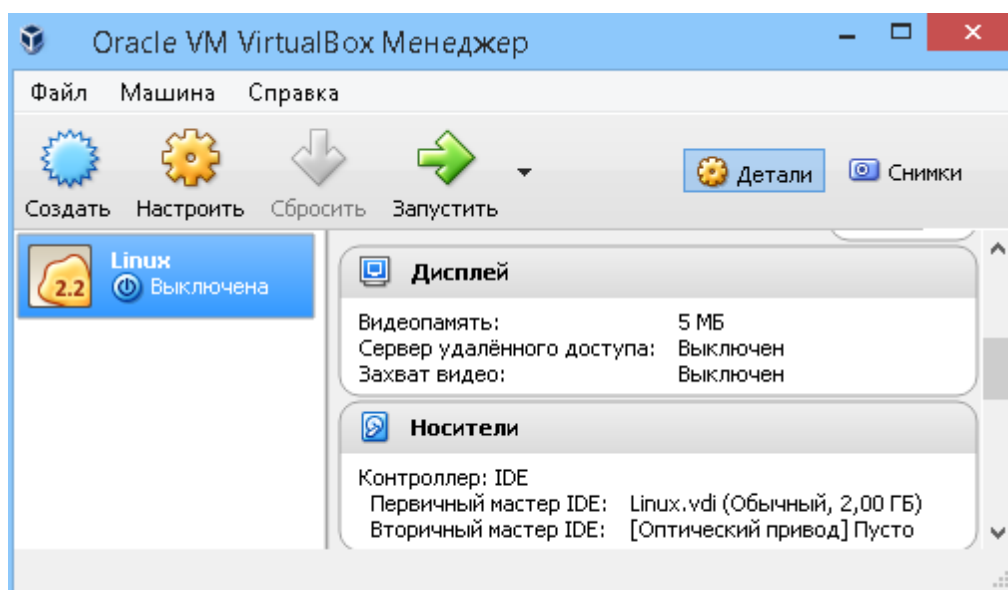 Oracle VM VirtualBox Менеджер
Файл Машина Справка
Создать Настроить Сбросить Запустить Детали Снимки
2.2 Linux
Выключена
Дисплей
Видеопамять: 5 МБ
Сервер удалённого доступа: Выключен
Захват видео: Выключен
Носители
Контроллер: IDE
Первичный мастер IDE: Linux.vdi (Обычный, 2,00 ГБ)
Вторичный мастер IDE: [Оптический привод] Пусто